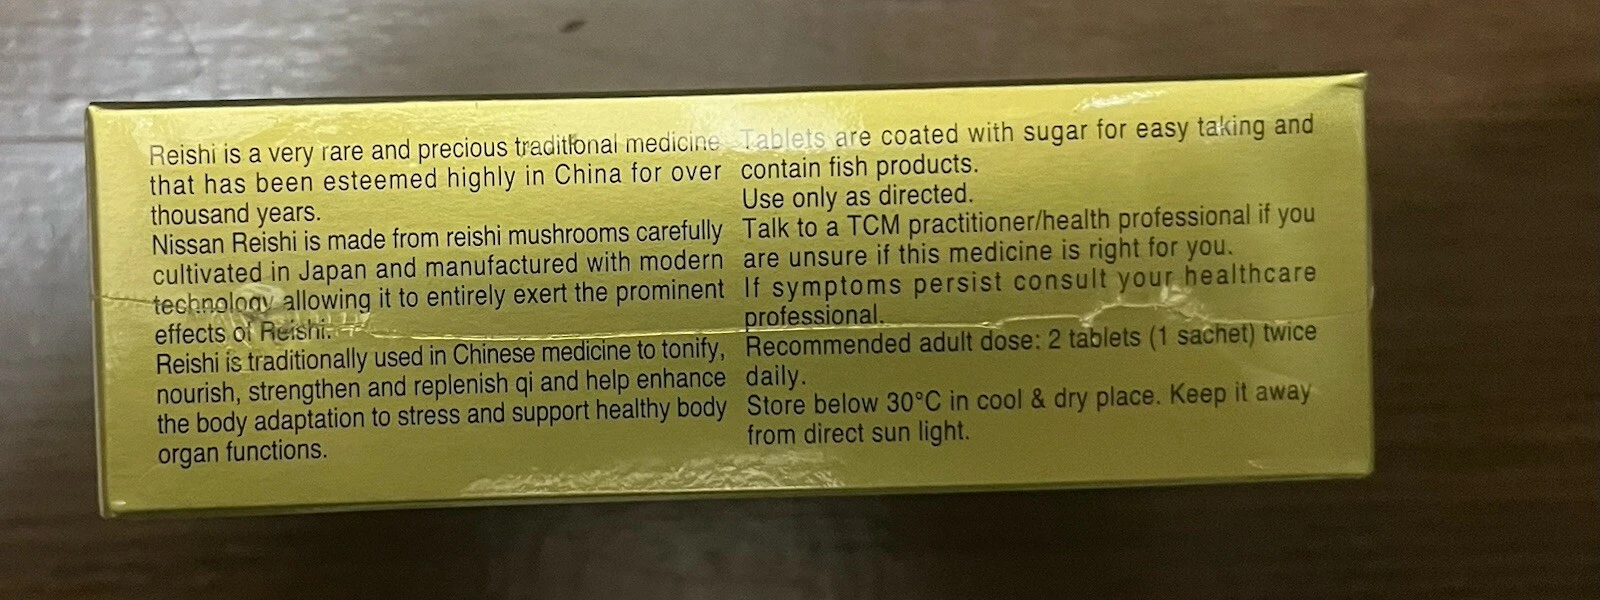 Reishi is a very rare and precious traditional medicine
that has been esteemed highly in China for over
thousand years.
Nissan Reishi is made from reishi mushrooms carefully
cultivated in Japan and manufactured with modern
technology allowing it to entirely exert the prominent
effects of Reishi.
Reishi is traditionally used in Chinese medicine to tonify,
nourish, strengthen and replenish qi and help enhance
the body adaptation to stress and support healthy body
organ functions.
Tablets are coated with sugar for easy taking and
contain fish products.
Use only as directed.
Talk to a TCM practitioner/health professional if you
are unsure if this medicine is right for you.
If symptoms persist consult your healthcare
professional.
Recommended adult dose: 2 tablets (1 sachet) twice
daily.
Store below 30°C in cool & dry place. Keep it away
from direct sun light.